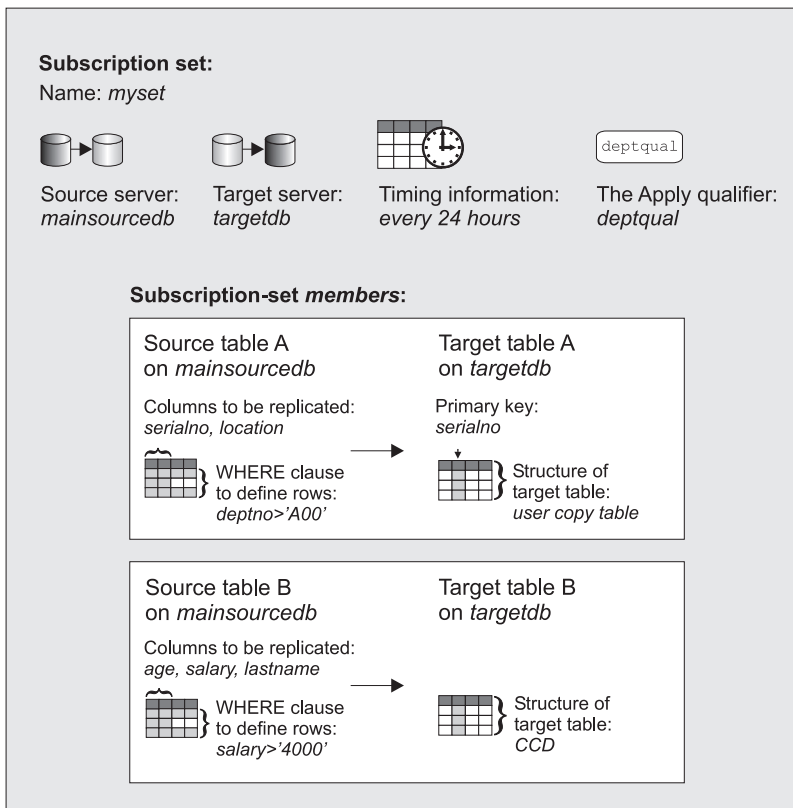 Subscription set:
Name: myset
Source server:
mainsourcedb
Target server:
targetdb
Timing information:
every 24 hours
deptqual
The Apply qualifier:
deptqual
Subscription-set members:
Source table A
on mainsourcedb
Columns to be replicated:
serialno, location
WHERE clause
to define rows:
deptno>’A00’
Target table A
on targetdb
Primary key:
serialno
Structure of
target table:
user copy table
Source table B
on mainsourcedb
Columns to be replicated:
age, salary, lastname
WHERE clause
to define rows:
salary>’4000’
Target table B
on targetdb
Structure of
target table:
CCD